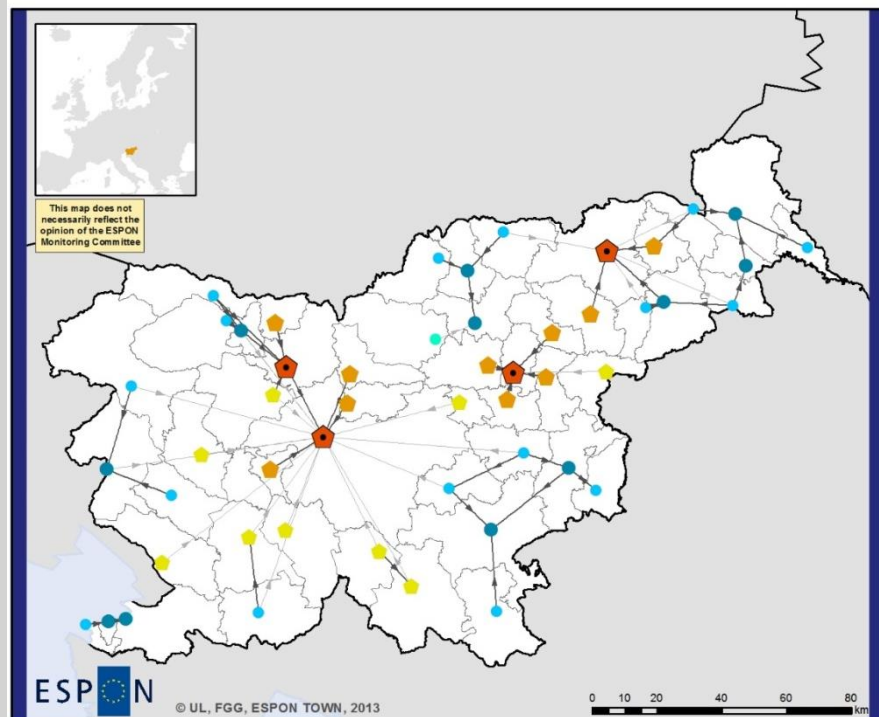 This map does not
necessarily reflect the
opinion of the ESPON
Monitoring Committee
ESPON
© UL, FGG, ESPON TOWN, 2013
0 10 20 40 60 80
km